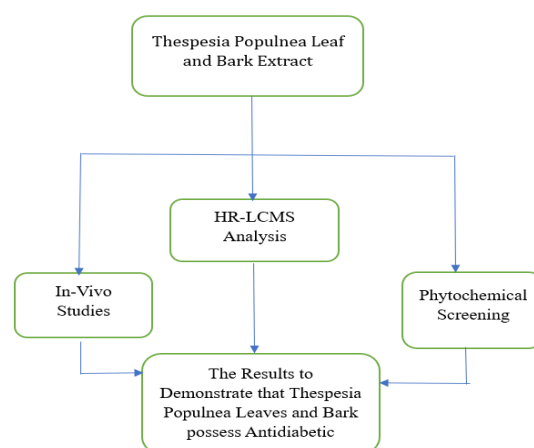 Thespesia Populnea Leaf
and Bark Extract
HR-LCMS
Analysis
In-Vivo
Studies
Phytochemical
Screening
The Results to
Demonstrate that Thespesia
Populnea Leaves and Bark
possess Antidiabetic